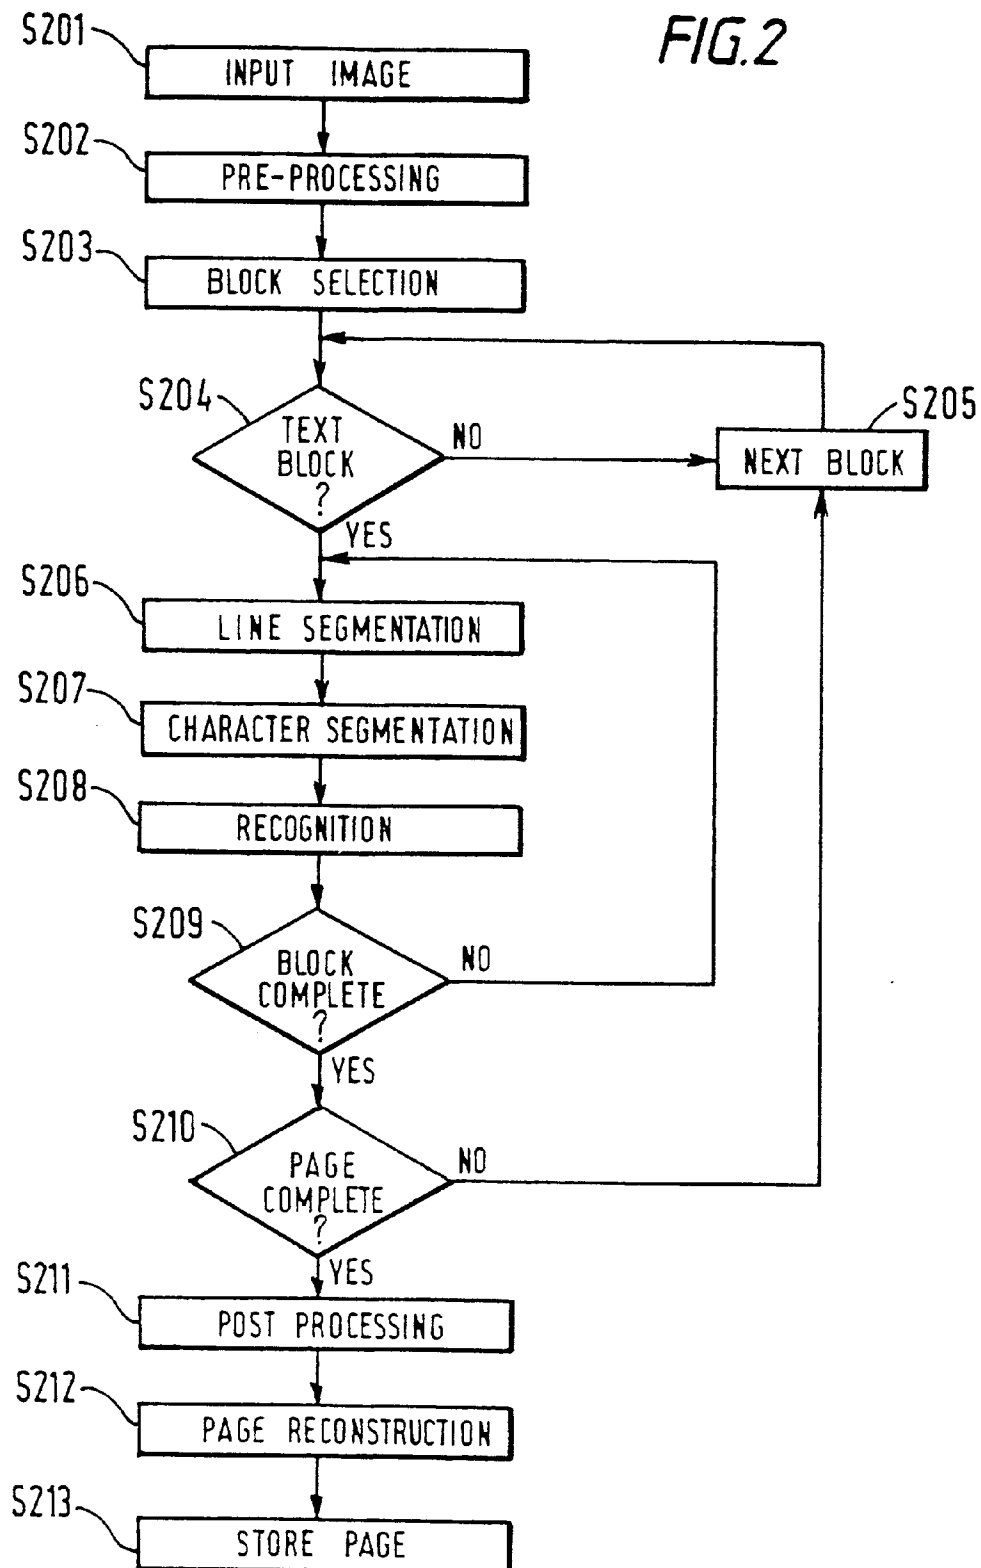 FIG.2
S201
INPUT IMAGE
S202
PRE-PROCESSING
S203
BLOCK SELECTION
S204
TEXT
BLOCK
?
NO
S205
NEXT BLOCK
YES
S206
LINE SEGMENTATION
S207
CHARACTER SEGMENTATION
S208
RECOGNITION
S209
BLOCK
COMPLETE
?
NO
YES
S210
PAGE
COMPLETE
?
NO
YES
S211
POST PROCESSING
S212
PAGE RECONSTRUCTION
S213
STORE PAGE